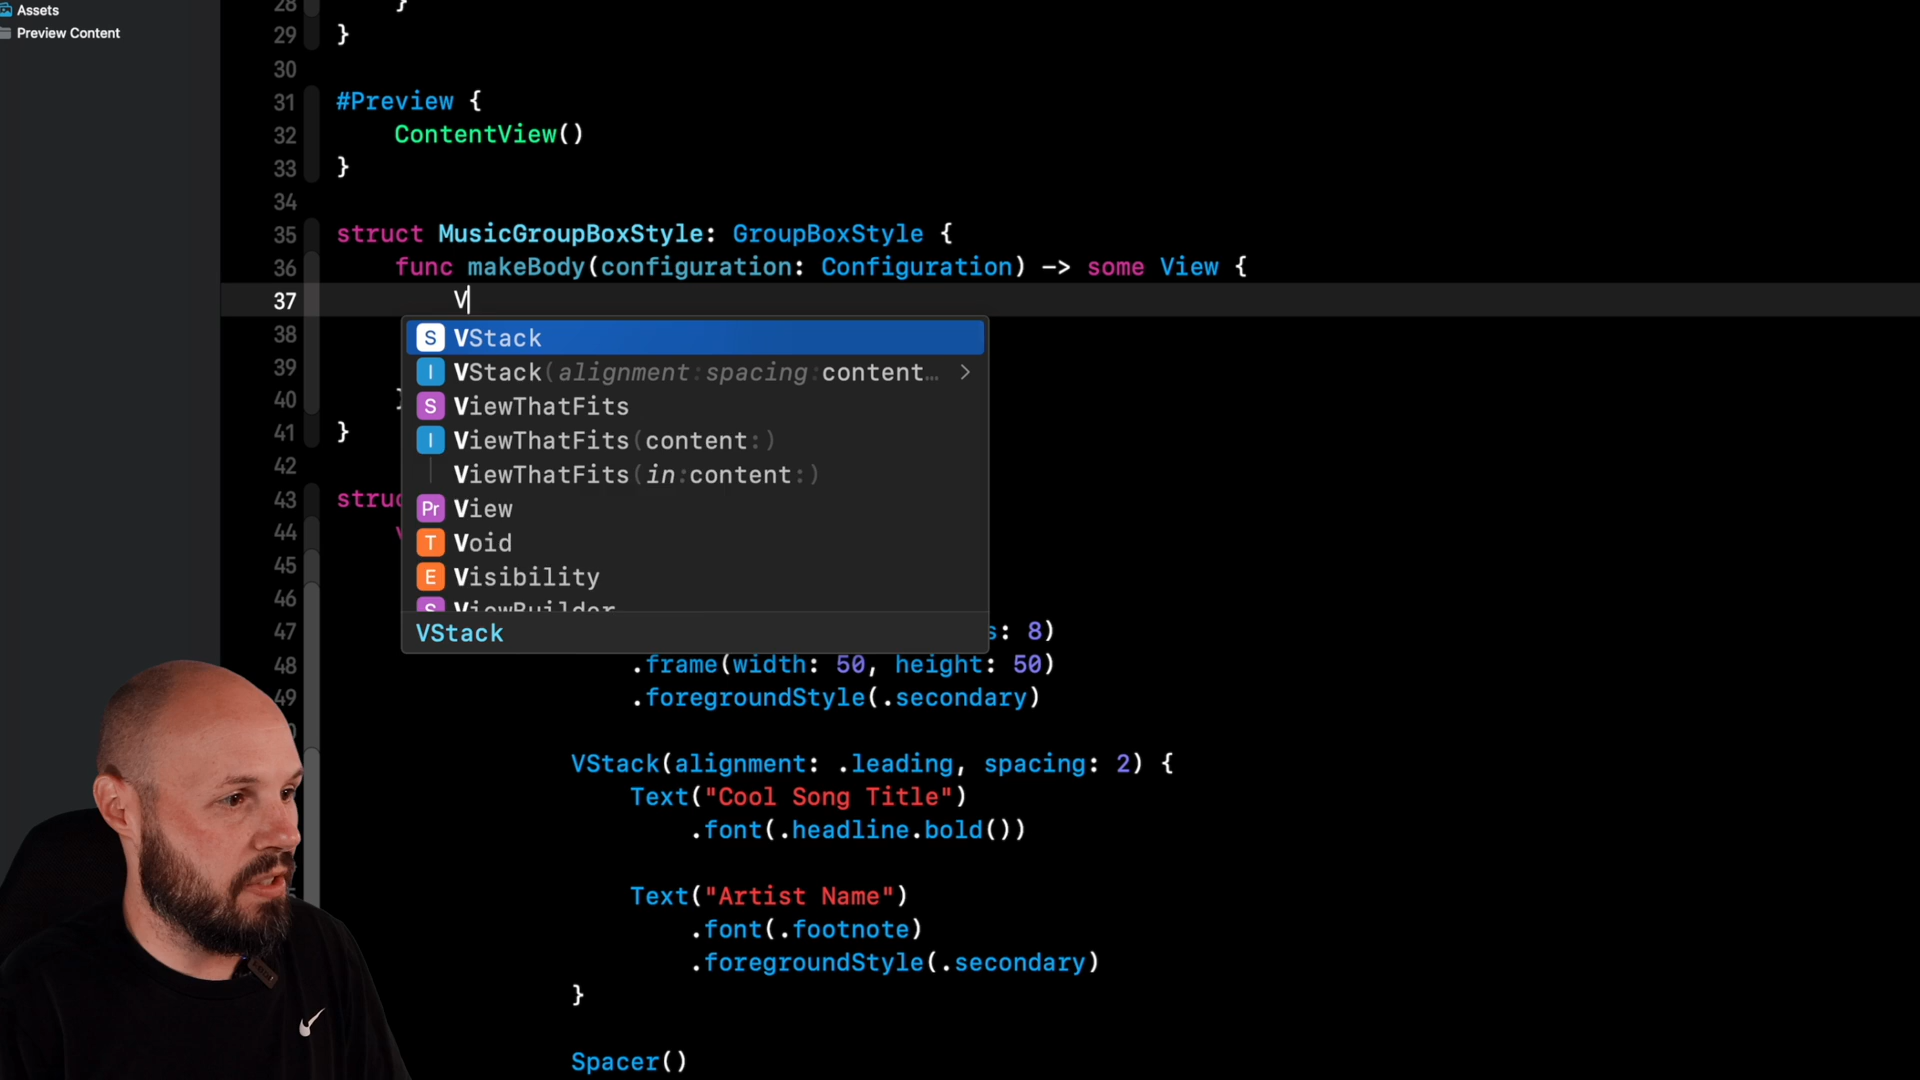 Assets
Preview Content
28 }
29 }
30
31 #Preview {
32 ContentView()
33 }
34
35 struct MusicGroupBoxStyle: GroupBoxStyle {
36 func makeBody(configuration: Configuration) -> some View {
37 V
38
39
40 }
41 }
42
43 struc
44 v
45
46
47 s: 8)
48 .frame(width: 50, height: 50)
49 .foregroundStyle(.secondary)
VStack(alignment: .leading, spacing: 2) {
Text("Cool Song Title")
.font(.headline.bold())
Text("Artist Name")
.font(.footnote)
.foregroundStyle(.secondary)
}
Spacer()
S VStack
I VStack(alignment:spacing:content…
S ViewThatFits
I ViewThatFits(content:)
ViewThatFits(in:content:)
Pr View
T Void
E Visibility
S ViewBuilder
VStack